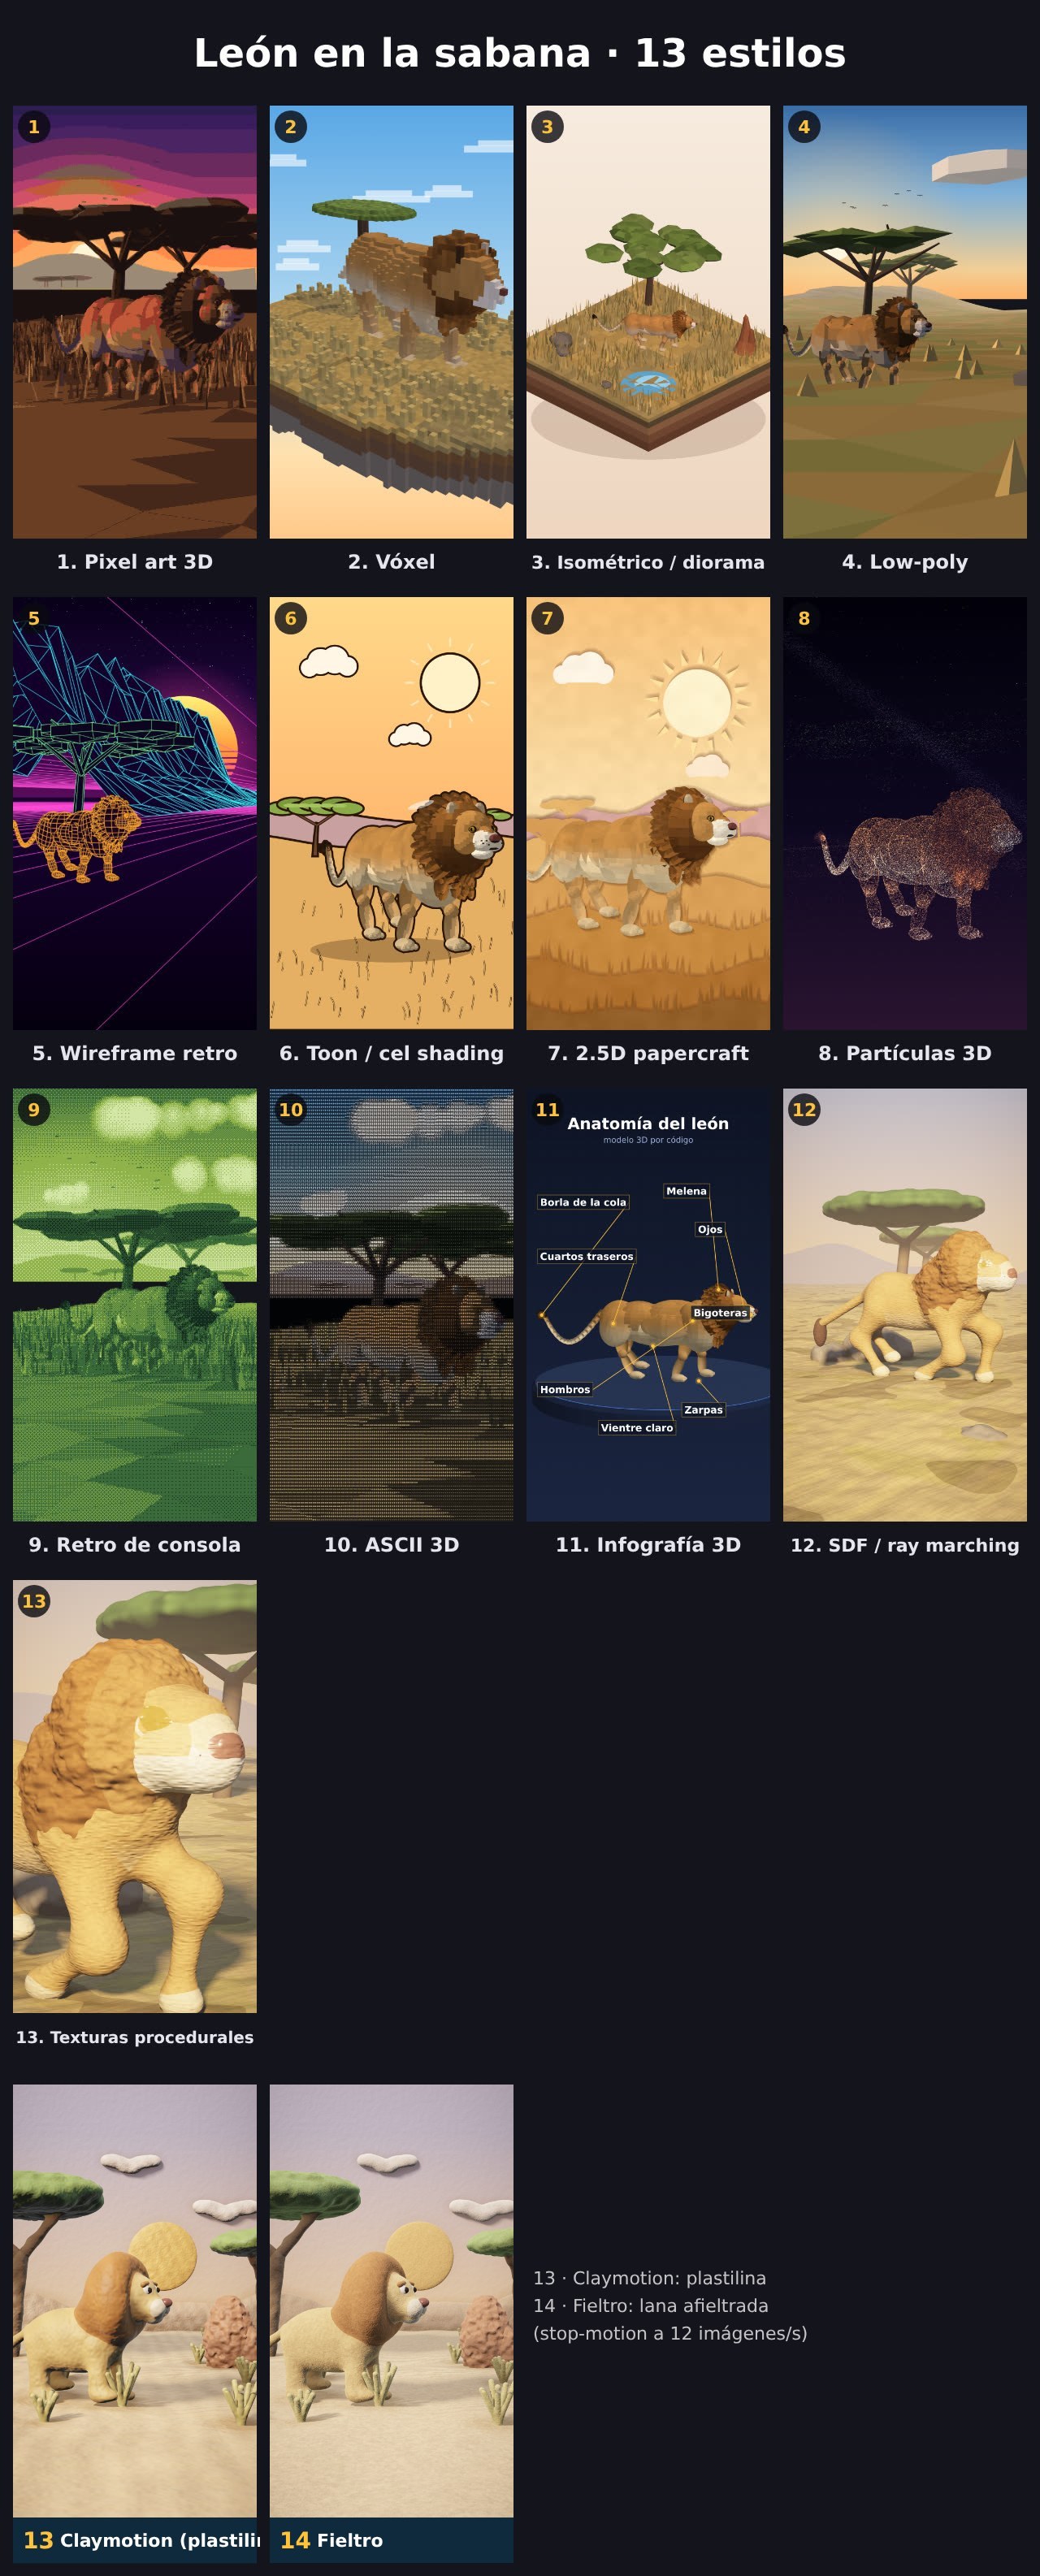 León en la sabana · 13 estilos
1
2
3
4
1. Pixel art 3D
2. Vóxel
3. Isométrico / diorama
4. Low-poly
5
6
7
8
5. Wireframe retro
6. Toon / cel shading
7. 2.5D papercraft
8. Partículas 3D
9
10
11
12
Anatomía del león
modelo 3D por código
Melena
Borla de la cola
Ojos
Cuartos traseros
Bigoteras
Hombros
Zarpas
Vientre claro
9. Retro de consola
10. ASCII 3D
11. Infografía 3D
12. SDF / ray marching
13
13. Texturas procedurales
13 · Claymotion: plastilina
14 · Fieltro: lana afieltrada
(stop-motion a 12 imágenes/s)
13 Claymotion (plastili
14 Fieltro